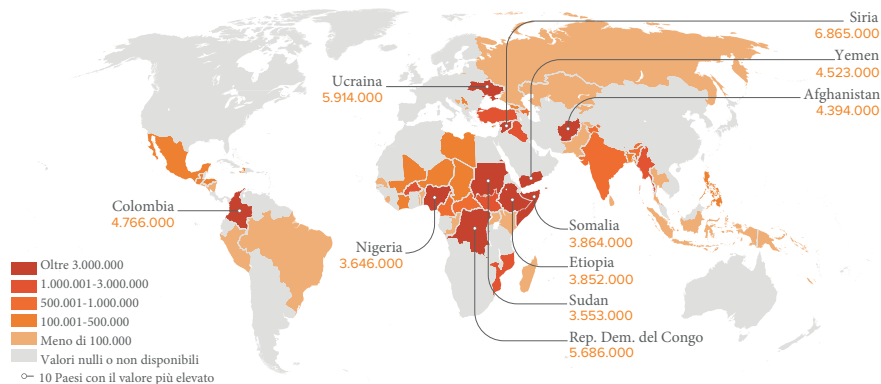 Siria
6.865.000
Yemen
4.523.000
Afghanistan
4.394.000
Ucraina
5.914.000
Colombia
4.766.000
Nigeria
3.646.000
Somalia
3.864.000
Etiopia
3.852.000
Sudan
3.553.000
Rep. Dem. del Congo
5.686.000
Oltre 3.000.000
1.000.001-3.000.000
500.001-1.000.000
100.001-500.000
Meno di 100.000
Valori nulli o non disponibili
10 Paesi con il valore più elevato